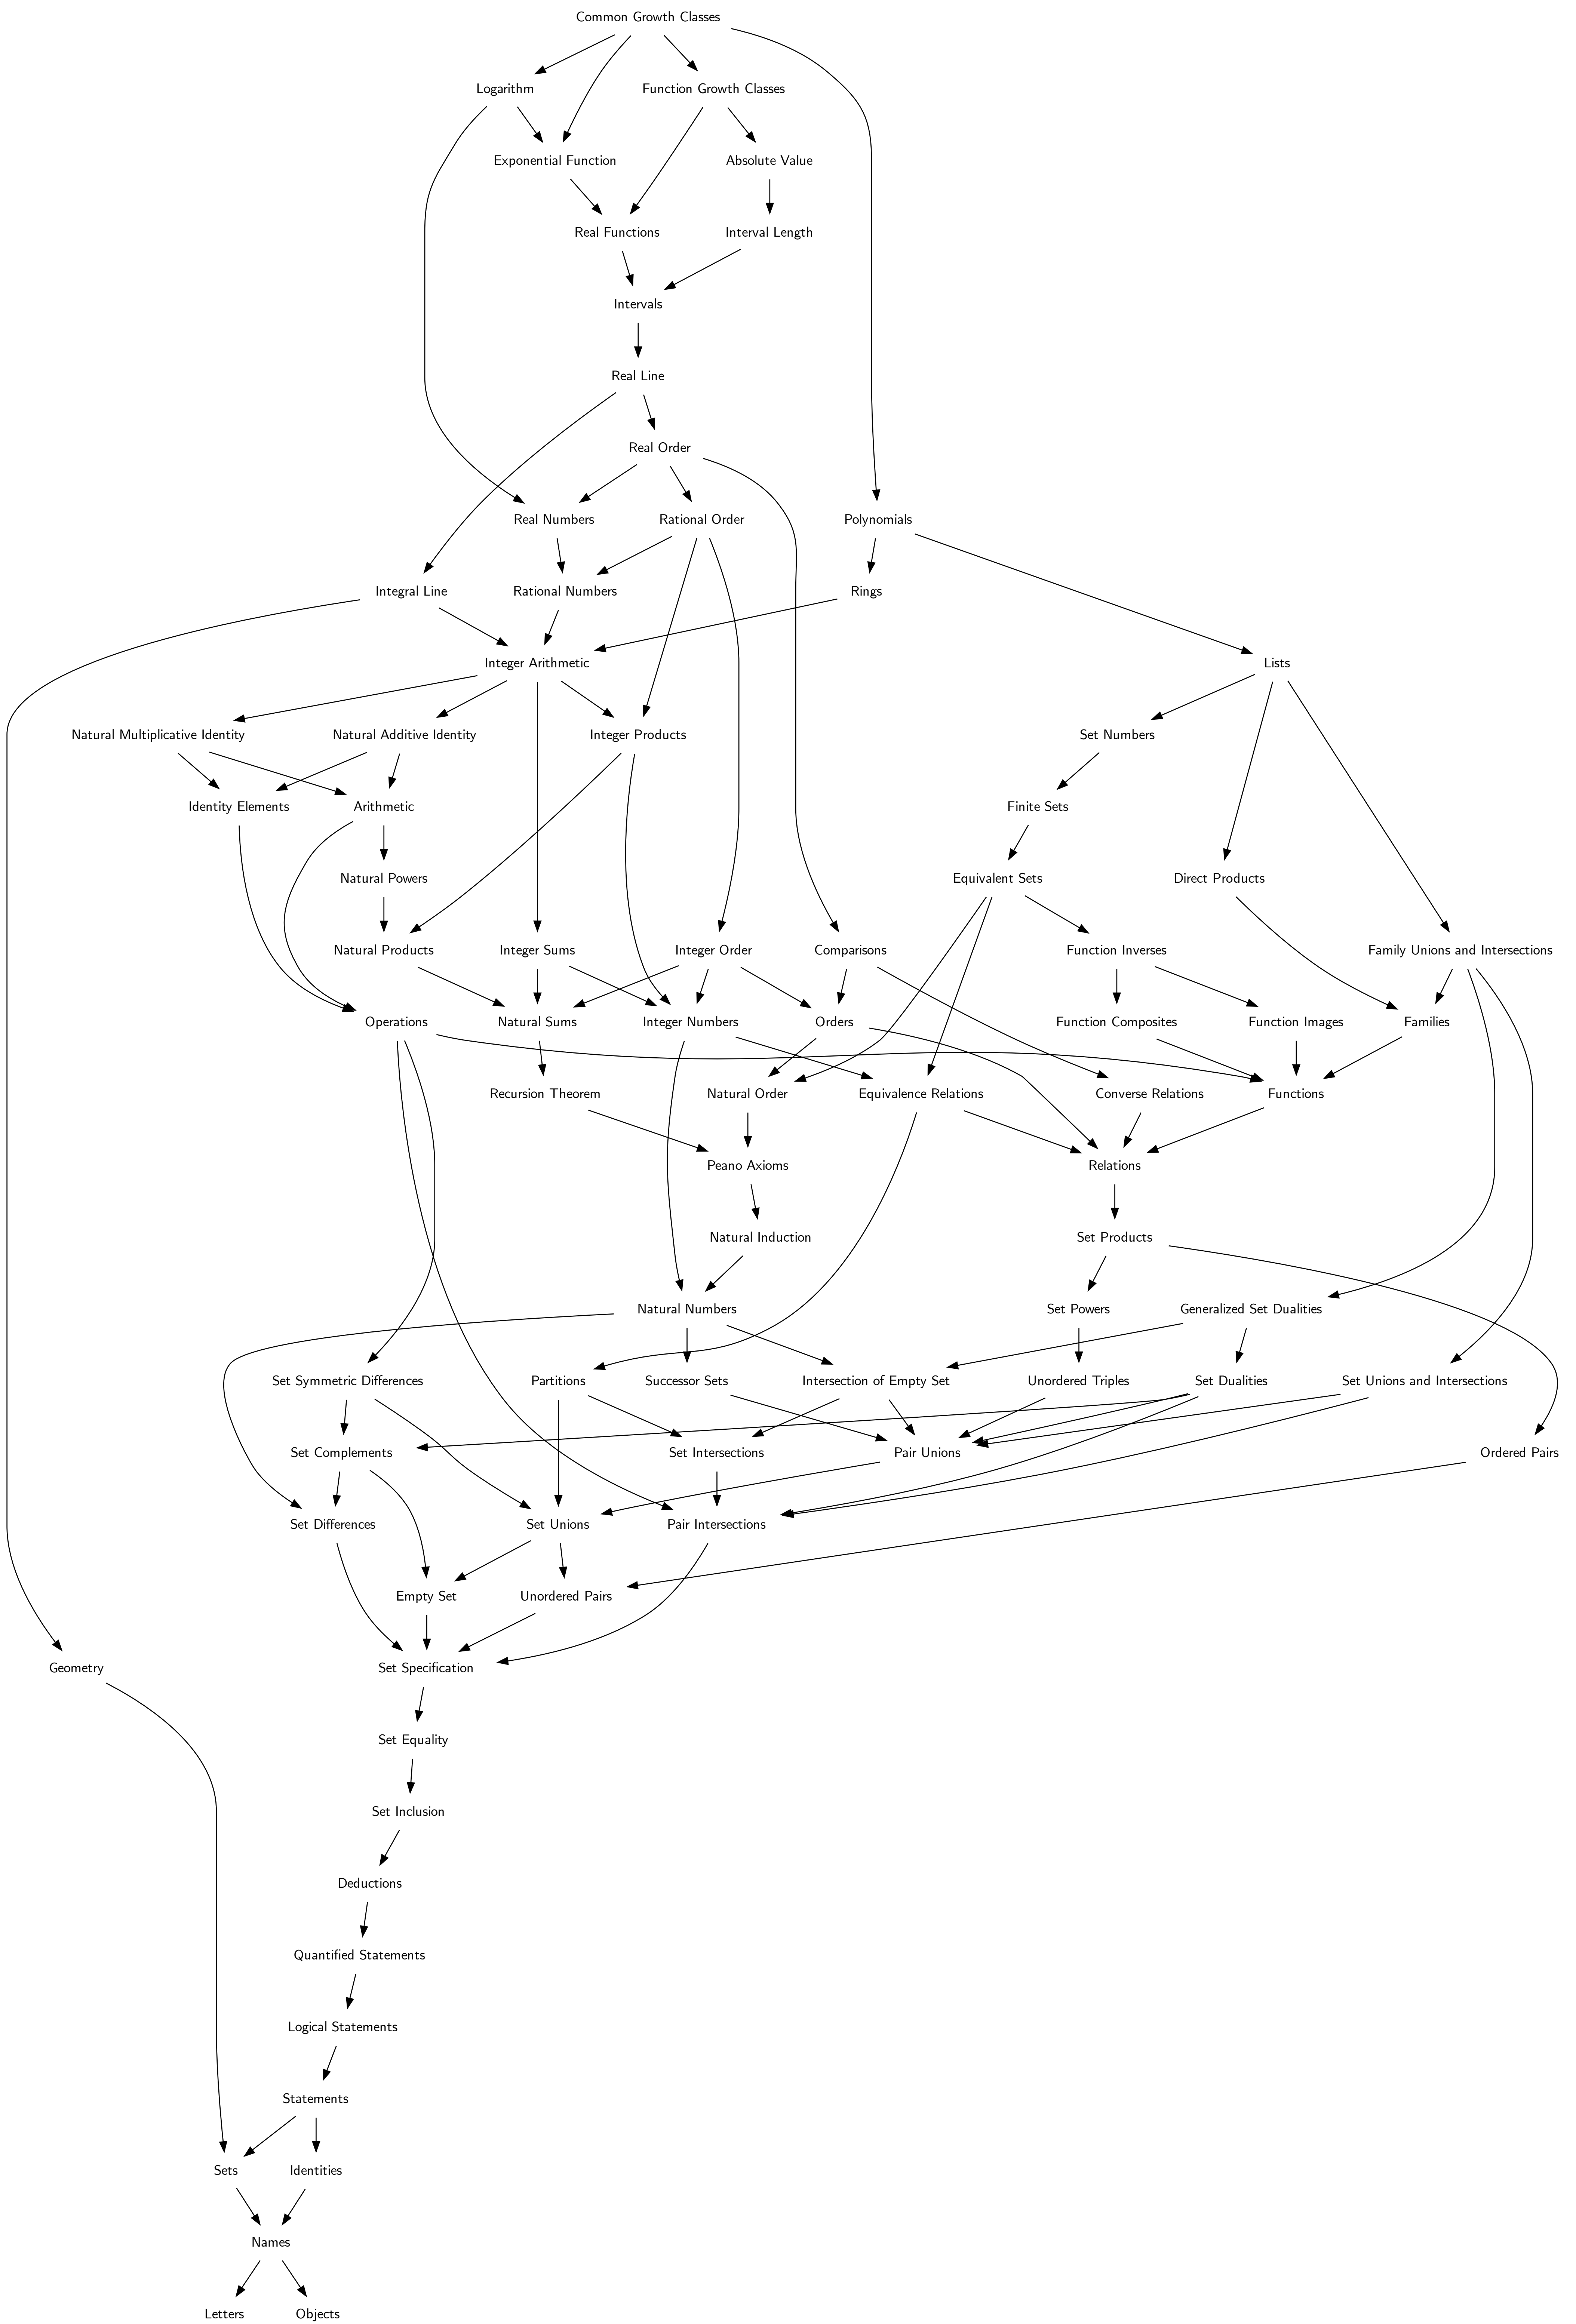 Common Growth Classes
Logarithm
Function Growth Classes
Exponential Function
Absolute Value
Real Functions
Interval Length
Intervals
Real Line
Real Order
Real Numbers
Rational Order
Polynomials
Integral Line
Rational Numbers
Rings
Integer Arithmetic
Lists
Natural Multiplicative Identity
Natural Additive Identity
Integer Products
Set Numbers
Identity Elements
Arithmetic
Finite Sets
Natural Powers
Equivalent Sets
Direct Products
Natural Products
Integer Sums
Integer Order
Comparisons
Function Inverses
Family Unions and Intersections
Operations
Natural Sums
Integer Numbers
Orders
Function Composites
Function Images
Families
Recursion Theorem
Natural Order
Equivalence Relations
Converse Relations
Functions
Peano Axioms
Relations
Natural Induction
Set Products
Natural Numbers
Set Powers
Generalized Set Dualities
Set Symmetric Differences
Partitions
Successor Sets
Intersection of Empty Set
Unordered Triples
Set Dualities
Set Unions and Intersections
Set Complements
Set Intersections
Pair Unions
Ordered Pairs
Set Differences
Set Unions
Pair Intersections
Empty Set
Unordered Pairs
Geometry
Set Specification
Set Equality
Set Inclusion
Deductions
Quantified Statements
Logical Statements
Statements
Sets
Identities
Names
Letters
Objects